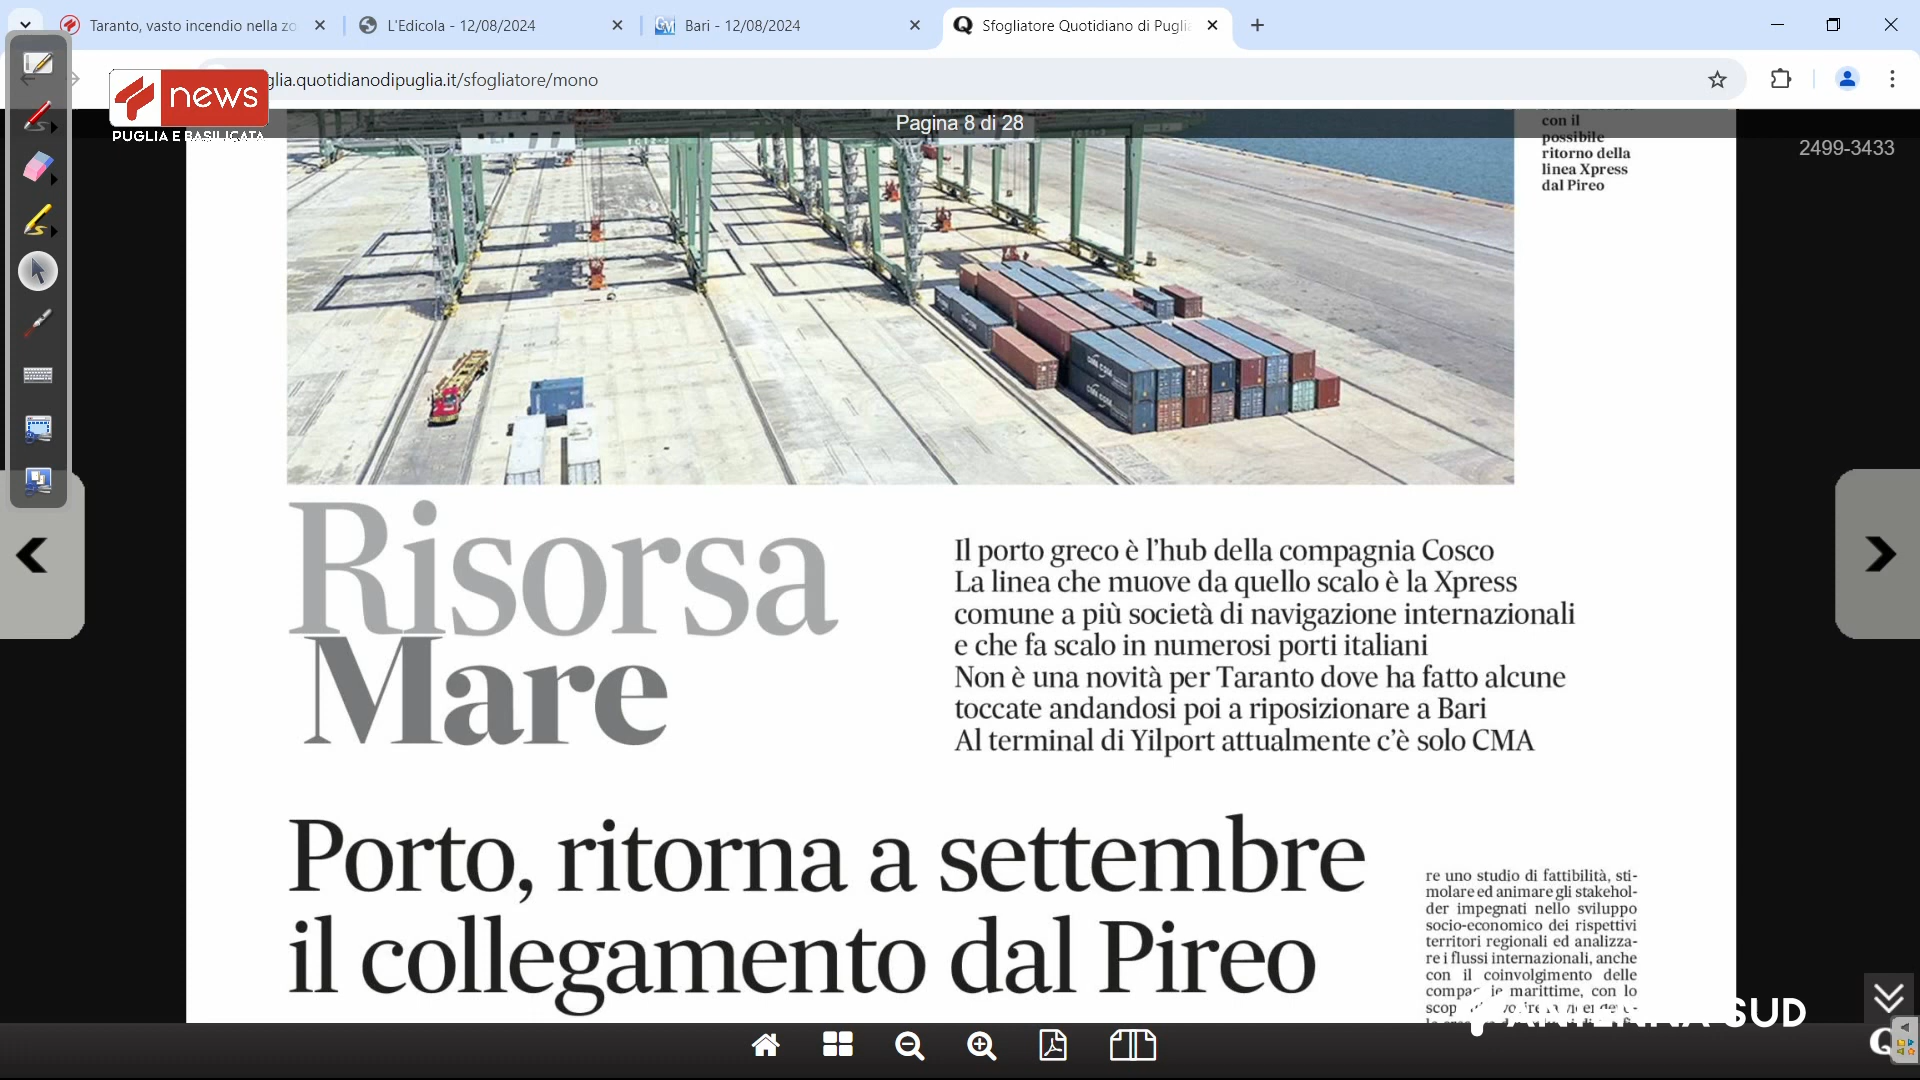 Taranto, vasto incendio nella zo
L'Edicola - 12/08/2024
Bari - 12/08/2024
Sfogliatore Quotidiano di Puglia
glia.quotidianodipuglia.it/sfogliatore/mono
news
PUGLIA E BASILICATA
Pagina 8 di 28
2499-3433
con il
possibile
ritorno della
linea Xpress
dal Pireo
Risorsa
Mare
Il porto greco è l'hub della compagnia Cosco
La linea che muove da quello scalo è la Xpress
comune a più società di navigazione internazionali
e che fa scalo in numerosi porti italiani
Non è una novità per Taranto dove ha fatto alcune
toccate andandosi poi a riposizionare a Bari
Al terminal di Yilport attualmente c'è solo CMA
Porto, ritorna a settembre
il collegamento dal Pireo
re uno studio di fattibilità, sti-
molare ed animare gli stakehol-
der impegnati nello sviluppo
socio-economico dei rispettivi
territori regionali ed analizza-
re i flussi internazionali, anche
con il coinvolgimento delle
marittime, con lo
ANTENNA SUD